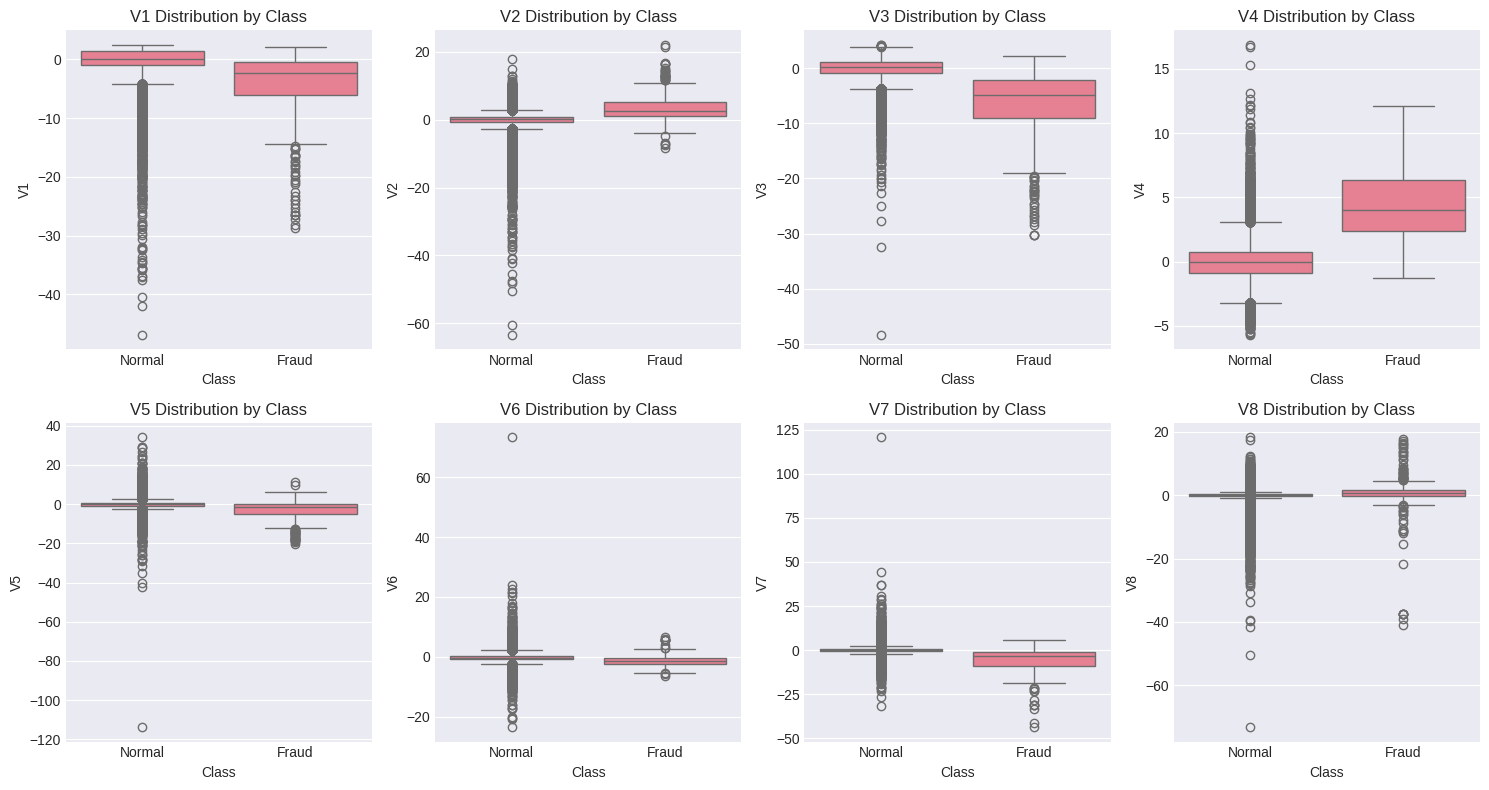 V1 Distribution by Class
V2 Distribution by Class
V3 Distribution by Class
V4 Distribution by Class
0
−10
−20
−30
−40
V1
20
0
−20
−40
−60
V2
0
−10
−20
−30
−40
−50
V3
15
10
5
0
−5
V4
Normal Fraud
Class
Normal Fraud
Class
Normal Fraud
Class
Normal Fraud
Class
V5 Distribution by Class
V6 Distribution by Class
V7 Distribution by Class
V8 Distribution by Class
40
20
0
−20
−40
−60
−80
−100
−120
V5
60
40
20
0
−20
V6
125
100
75
50
25
0
−25
−50
V7
20
0
−20
−40
−60
V8
Normal Fraud
Class
Normal Fraud
Class
Normal Fraud
Class
Normal Fraud
Class